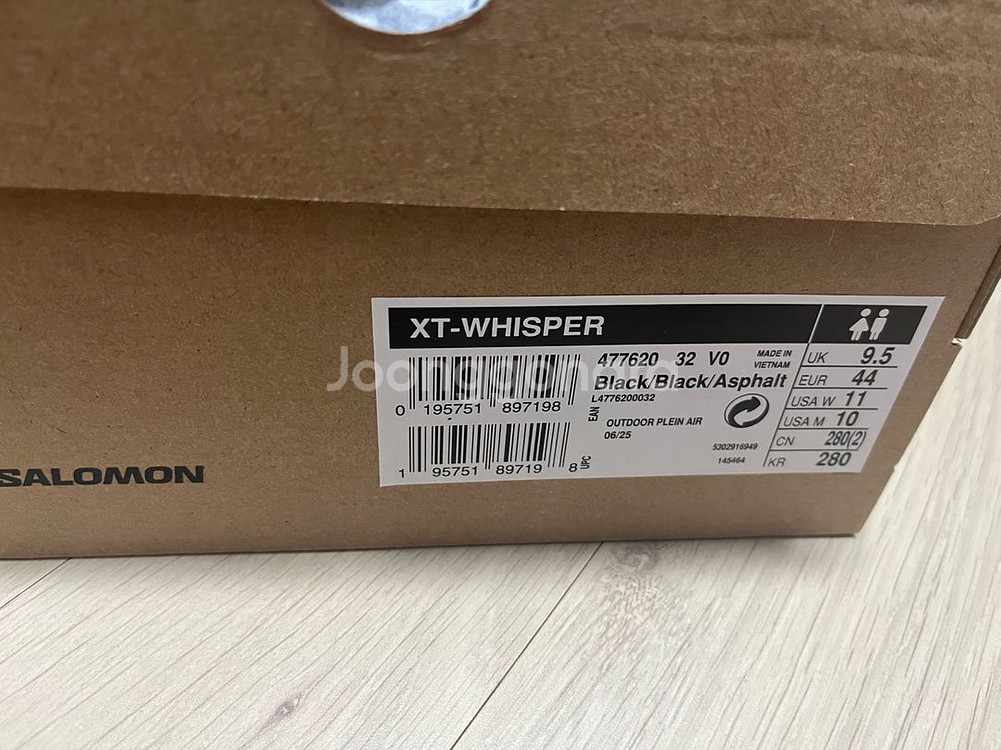 XT-WHISPER
477620 32 V0
MADE IN VIETNAM
Black/Black/Asphalt
L4776200032
0 195751 897198
EAN
OUTDOOR PLEIN AIR
06/25
1 95751 89719 8
UPC
5302916949
145464
UK 9.5
EUR 44
USA W 11
USA M 10
CN 280(2)
KR 280
SALOMON
Joonggonara